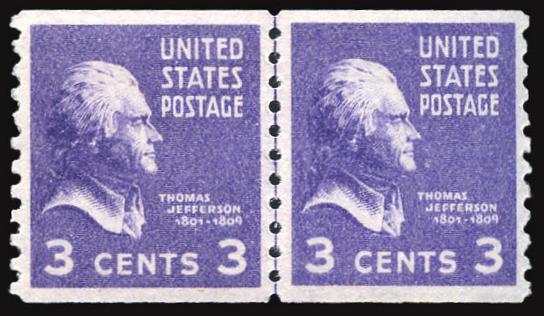 UNITED
STATES
POSTAGE
THOMAS
JEFFERSON
1801-1809
3 CENTS 3
UNITED
STATES
POSTAGE
THOMAS
JEFFERSON
1801-1809
3 CENTS 3